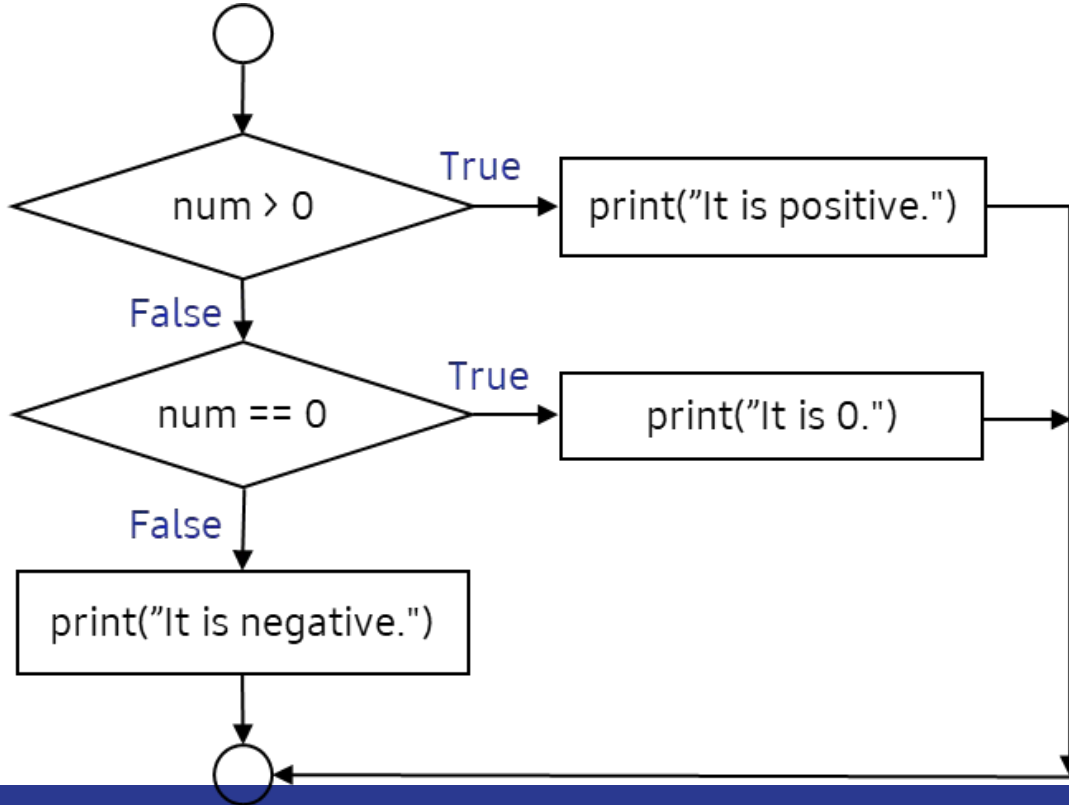 True
num > 0
print(”It is positive.")
False
True
num == 0
print(”It is 0.")
False
print(”It is negative.")